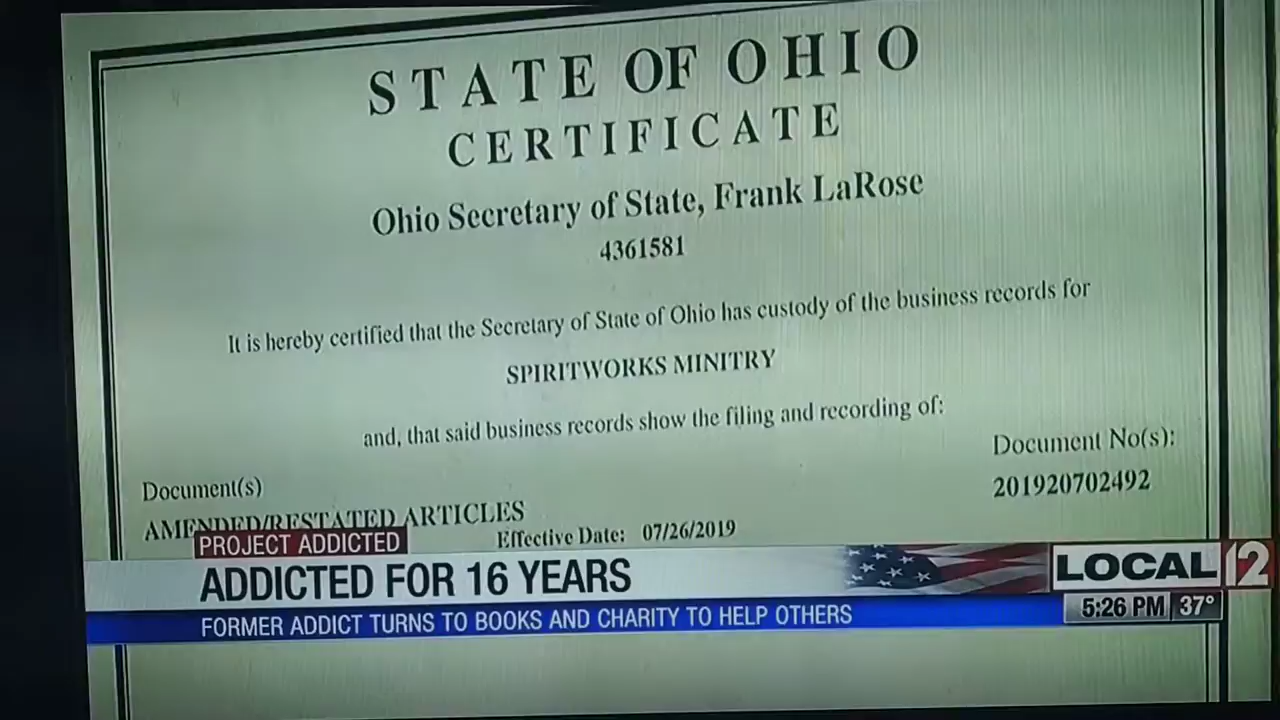 STATE OF OHIO
CERTIFICATE
Ohio Secretary of State, Frank LaRose
4361581
It is hereby certified that the Secretary of State of Ohio has custody of the business records for
SPIRITWORKS MINITRY
and, that said business records show the filing and recording of:
Document(s)
Document No(s):
AMENDED/RESTATED ARTICLES
201920702492
Effective Date: 07/26/2019
PROJECT ADDICTED
ADDICTED FOR 16 YEARS
LOCAL 12
FORMER ADDICT TURNS TO BOOKS AND CHARITY TO HELP OTHERS
5:26 PM 37°